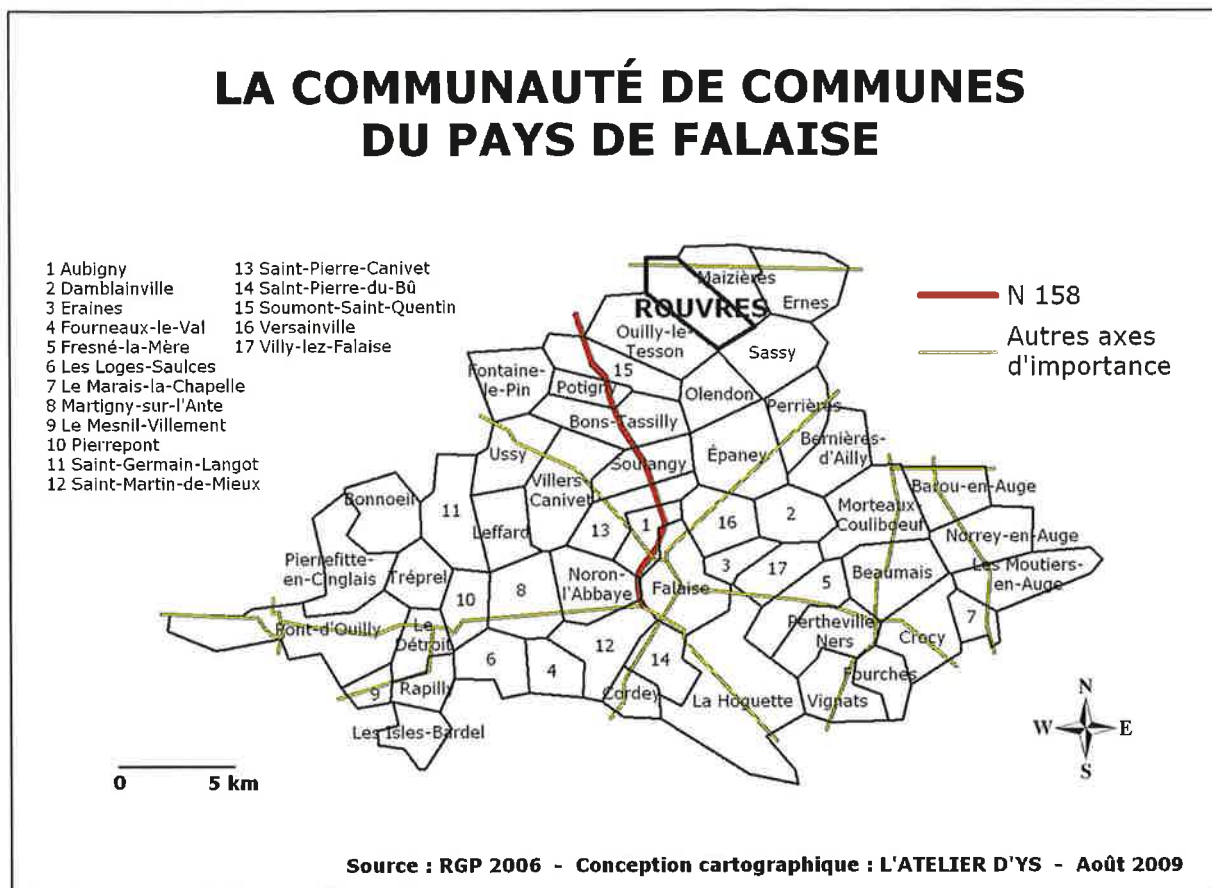 LA COMMUNAUTÉ DE COMMUNES
DU PAYS DE FALAISE
1 Aubigny
2 Damblainville
3 Eraines
4 Fourneaux-le-Val
5 Fresné-la-Mère
6 Les Loges-Saulces
7 Le Marais-la-Chapelle
8 Martigny-sur-l'Ante
9 Le Mesnil-Villement
10 Pierrepont
11 Saint-Germain-Langot
12 Saint-Martin-de-Mieux
13 Saint-Pierre-Canivet
14 Saint-Pierre-du-Bû
15 Soumont-Saint-Quentin
16 Versainville
17 Villy-lez-Falaise
N 158
Autres axes
d'importance
Maizières
ROUVRES
Ernes
Ouilly-le-
Tesson
Sassy
Fontaine-
le-Pin
15
Potigny
Olendon
Perrières
Bons-Tassilly
Bernières-
d'Ailly
Ussy
Soulangy
Épaney
Villers-
Canivet
Barou-en-Auge
Bonnoeil
11
Morteaux-
Coulibœuf
Leffard
13
1
16
2
Norrey-en-Auge
Pierrefitte-
en-Cinglais
Tréprel
Noron-
l'Abbaye
3
17
5
Beaumais
Les Moutiers-
en-Auge
10
8
Falaise
7
Pont-d'Ouilly
Le
Détroit
Pertheville
Ners
Crocy
12
6
4
14
Fourches
9
Rapilly
Cordey
La Hoguette
Vignats
Les Isles-Bardel
N
W
E
S
0
5 km
Source : RGP 2006 - Conception cartographique : L'ATELIER D'YS - Août 2009